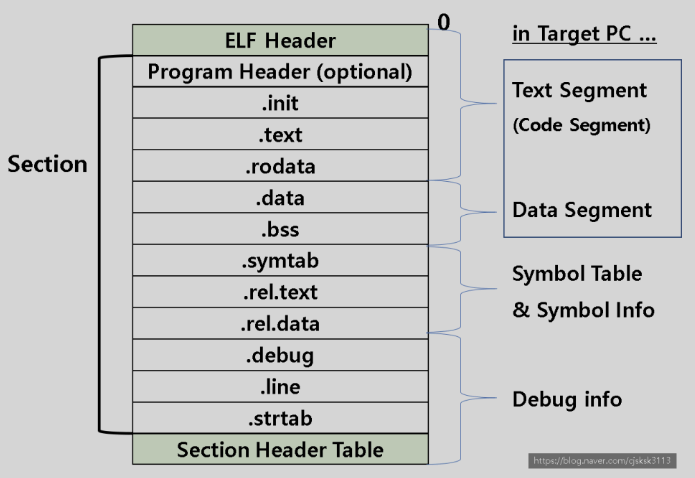 0
in Target PC ...
ELF Header
Program Header (optional)
.init
.text
.rodata
.data
.bss
.symtab
.rel.text
.rel.data
.debug
.line
.strtab
Section Header Table
Section
Text Segment
(Code Segment)
Data Segment
Symbol Table
& Symbol Info
Debug info
https://blog.naver.com/cjsksk3113